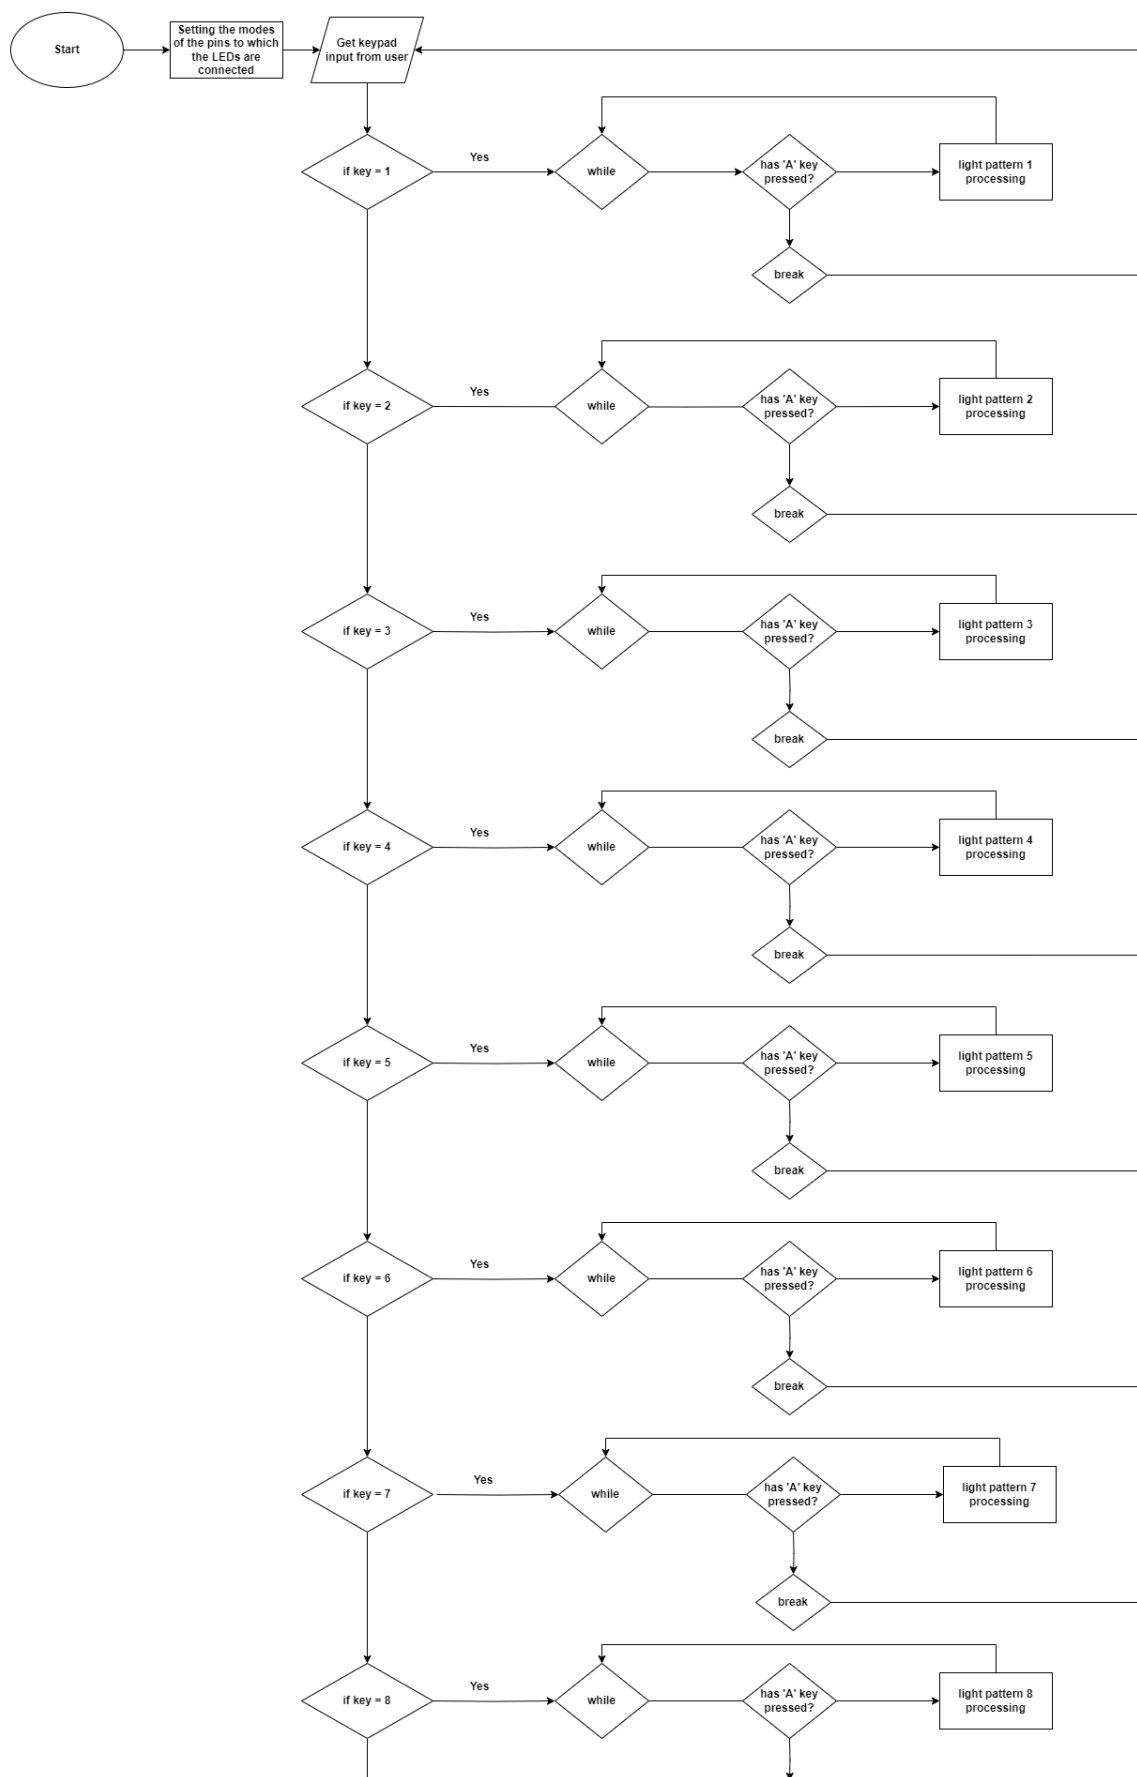 Start
Setting the modes
of the pins to which
the LEDs are
connected
Get keypad
input from user
if key = 1
Yes
while
has 'A' key
pressed?
light pattern 1
processing
break
if key = 2
Yes
while
has 'A' key
pressed?
light pattern 2
processing
break
if key = 3
Yes
while
has 'A' key
pressed?
light pattern 3
processing
break
if key = 4
Yes
while
has 'A' key
pressed?
light pattern 4
processing
break
if key = 5
Yes
while
has 'A' key
pressed?
light pattern 5
processing
break
if key = 6
Yes
while
has 'A' key
pressed?
light pattern 6
processing
break
if key = 7
Yes
while
has 'A' key
pressed?
light pattern 7
processing
break
if key = 8
Yes
while
has 'A' key
pressed?
light pattern 8
processing